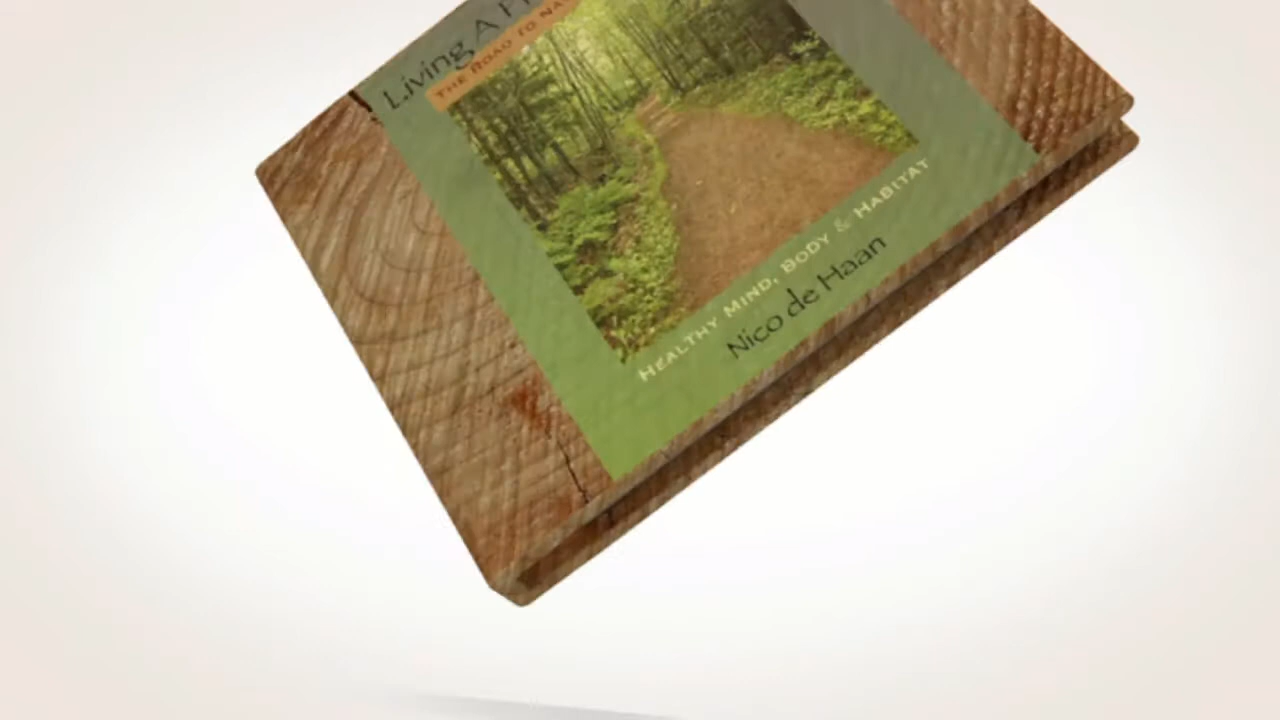 Living A
THE ROAD TO
HEALTHY MIND, BODY & HABITAT
Nico de Haan